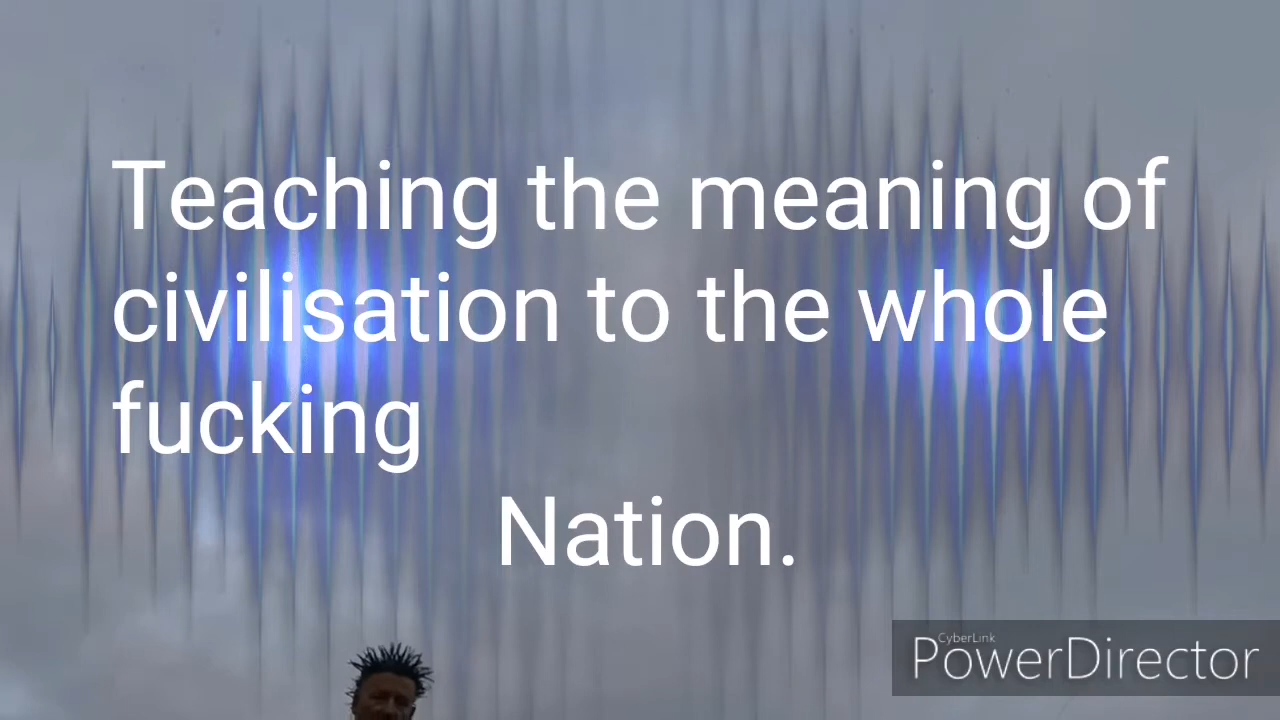 Teaching the meaning of
civilisation to the whole
fucking
Nation.
CyberLink
PowerDirector